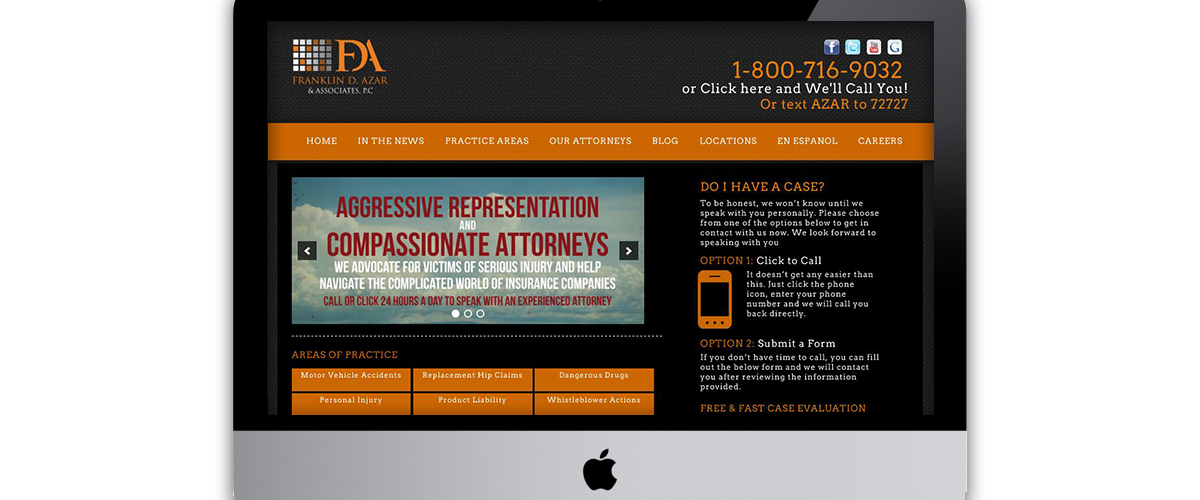 FDA
FRANKLIN D. AZAR
& ASSOCIATES, P.C
1-800-716-9032
or Click here and We'll Call You!
Or text AZAR to 72727
HOME IN THE NEWS PRACTICE AREAS OUR ATTORNEYS BLOG LOCATIONS EN ESPANOL CAREERS
AGGRESSIVE REPRESENTATION
AND
COMPASSIONATE ATTORNEYS
WE ADVOCATE FOR VICTIMS OF SERIOUS INJURY AND HELP
NAVIGATE THE COMPLICATED WORLD OF INSURANCE COMPANIES
CALL OR CLICK 24 HOURS A DAY TO SPEAK WITH AN EXPERIENCED ATTORNEY
AREAS OF PRACTICE
Motor Vehicle Accidents Replacement Hip Claims Dangerous Drugs
Personal Injury Product Liability Whistleblower Actions
DO I HAVE A CASE?
To be honest, we won't know until we
speak with you personally. Please choose
from one of the options below to get in
contact with us now. We look forward to
speaking with you
OPTION 1: Click to Call
It doesn't get any easier than
this. Just click the phone
icon, enter your phone
number and we will call you
back directly.
OPTION 2: Submit a Form
If you don't have time to call, you can fill
out the below form and we will contact
you after reviewing the information
provided.
FREE & FAST CASE EVALUATION